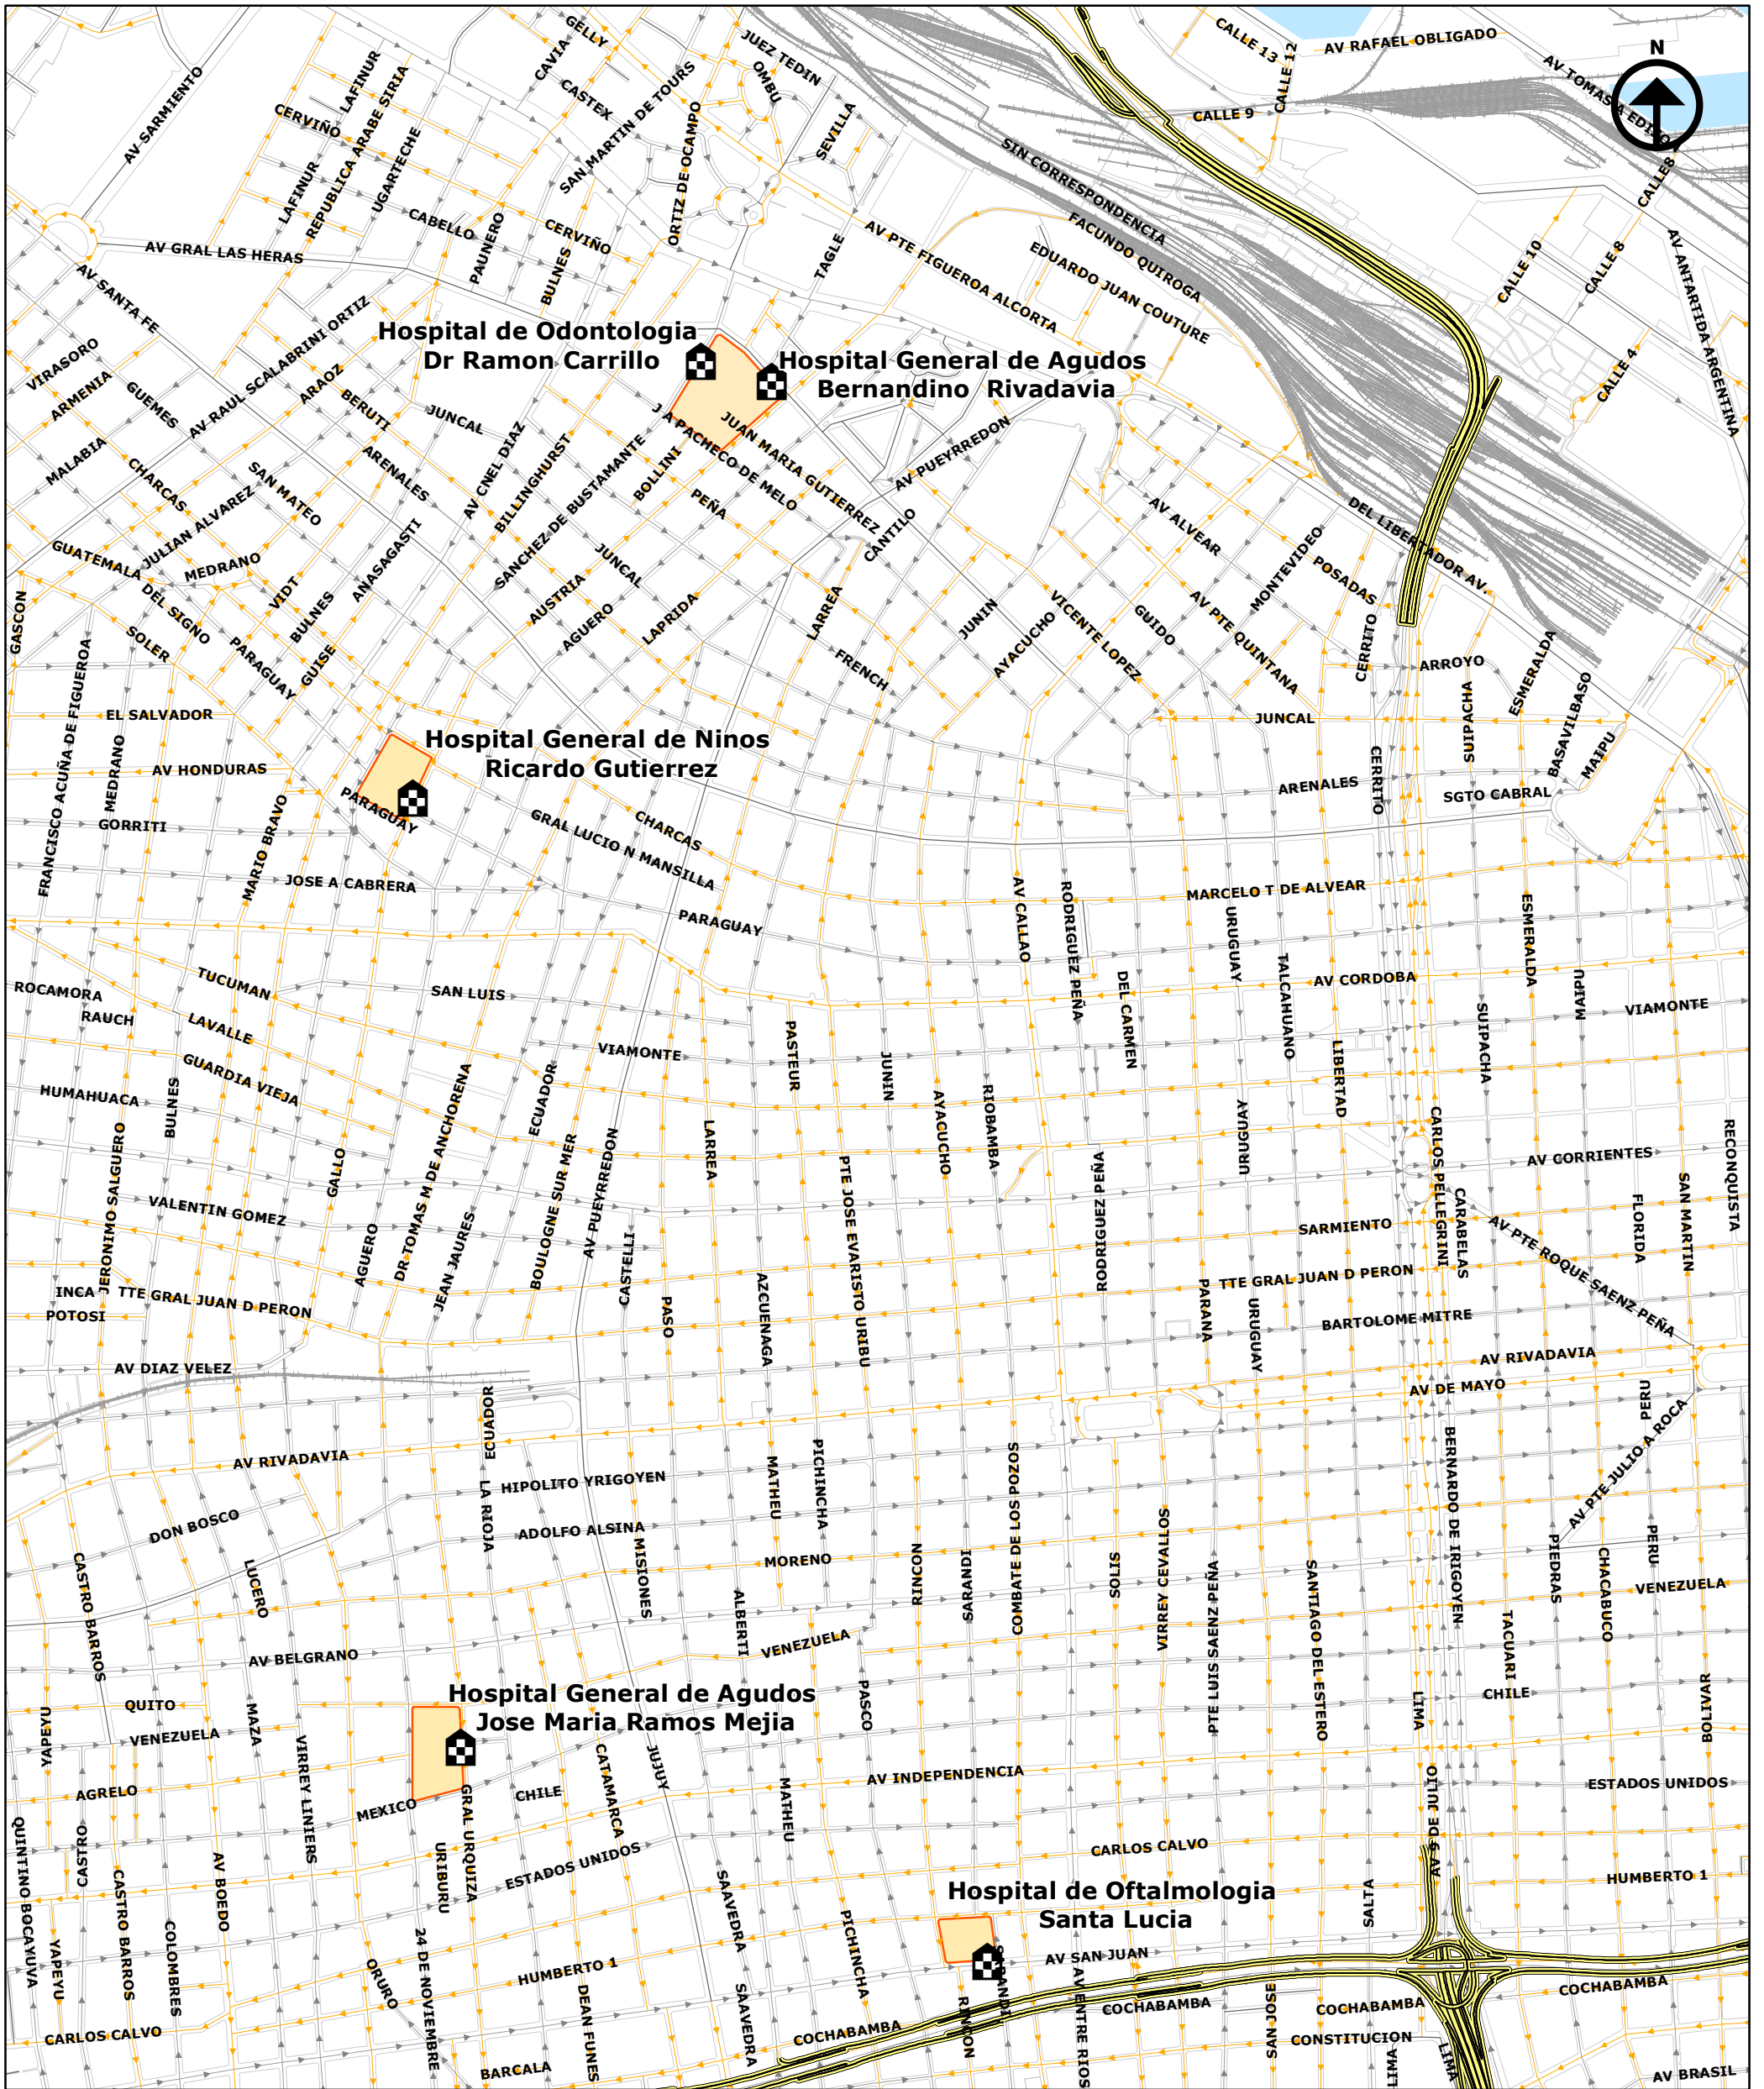 GELLY
CAVIA
JUEZ TEDIN
OMBU
CALLE 13
CALLE 12
AV RAFAEL OBLIGADO
N
AV TOMAS A EDISON
LAFINUR
AV SARMIENTO
CERVIÑO
REPUBLICA ARABE SIRIA
CASTEX
SAN MARTIN DE TOURS
ORTIZ DE OCAMPO
SEVILLA
CALLE 9
SIN CORRESPONDENCIA
CALLE 8
LAFINUR
UGARTECHE
CABELLO
PAUNERO
CERVIÑO
BULNES
TAGLE
AV PTE FIGUEROA ALCORTA
FACUNDO QUIROGA
EDUARDO JUAN COUTURE
CALLE 10
CALLE 8
AV ANTARTIDA ARGENTINA
AV GRAL LAS HERAS
AV SANTA FE
Hospital de Odontologia
Dr Ramon Carrillo
Hospital General de Agudos
Bernandino Rivadavia
CALLE 4
VIRASORO
ARMENIA
GUEMES
AV RAUL SCALABRINI ORTIZ
ARAOZ
BERUTI
JUNCAL
MALABIA
CHARCAS
SAN MATEO
ARENALES
AV CNEL DIAZ
BILLINGHURST
SANCHEZ DE BUSTAMANTE
BOLLINI
J A PACHECO DE MELO
JUAN MARIA GUTIERREZ
PEÑA
AV PUEYRREDON
CANTILO
AV ALVEAR
DEL LIBERTADOR AV.
JULIAN ALVAREZ
GUATEMALA
MEDRANO
DEL SIGNO
VIDT
BULNES
ANASAGASTI
JUNCAL
AUSTRIA
AGUERO
LAPRIDA
LARREA
FRENCH
JUNIN
AYACUCHO
VICENTE LOPEZ
GUIDO
MONTEVIDEO
POSADAS
AV PTE QUINTANA
CERRITO
ARROYO
SUIPACHA
ESMERALDA
BASAVILBASO
MAIPU
GASCON
SOLER
PARAGUAY
GUISE
FRANCISCO ACUÑA DE FIGUEROA
EL SALVADOR
MEDRANO
AV HONDURAS
GORRITI
MARIO BRAVO
Hospital General de Ninos
Ricardo Gutierrez
PARAGUAY
JUNCAL
ARENALES
CERRITO
SGTO CABRAL
GRAL LUCIO N MANSILLA
CHARCAS
JOSE A CABRERA
PARAGUAY
MARCELO T DE ALVEAR
AV CALLAO
RODRIGUEZ PEÑA
URUGUAY
TALCAHUANO
AV CORDOBA
ESMERALDA
MAIPU
VIAMONTE
SUIPACHA
DEL CARMEN
LIBERTAD
ROCAMORA
RAUCH
TUCUMAN
LAVALLE
SAN LUIS
GUARDIA VIEJA
HUMAHUACA
BULNES
VIAMONTE
PASTEUR
JUNIN
AYACUCHO
RIOBAMBA
LARREA
ECUADOR
BOULOGNE SUR MER
AV PUEYRREDON
CASTELLI
JERONIMO SALGUERO
VALENTIN GOMEZ
GALLO
AGUERO
DR TOMAS M DE ANCHORENA
JEAN JAURES
PTE JOSE EVARISTO URIBU
RODRIGUEZ PEÑA
URUGUAY
CARLOS PELLEGRINI
CARABELAS
AV CORRIENTES
RECONQUISTA
SAN MARTIN
FLORIDA
SARMIENTO
AV PTE ROQUE SAENZ PEÑA
TTE GRAL JUAN D PERON
INCA
POTOSI
TTE GRAL JUAN D PERON
PASO
AZCUENAGA
PARANA
URUGUAY
BARTOLOME MITRE
AV RIVADAVIA
AV DE MAYO
AV DIAZ VELEZ
PERU
AV PTE JULIO A ROCA
AV RIVADAVIA
ECUADOR
HIPOLITO YRIGOYEN
LA RIOJA
MATHEU
PICHINCHA
COMBATE DE LOS POZOS
BERNARDO DE IRIGOYEN
DON BOSCO
ADOLFO ALSINA
MORENO
MISIONES
RINCON
SARANDI
SOLIS
VIRREY CEVALLOS
PTE LUIS SAENZ PEÑA
SANTIAGO DEL ESTERO
PIEDRAS
CHACABUCO
PERU
VENEZUELA
CASTRO BARROS
LUCERO
ALBERTI
VENEZUELA
AV BELGRANO
TACUARI
CHILE
BOLIVAR
LIMA
QUITO
YAPEYU
VENEZUELA
MAZA
VIRREY LINIERS
Hospital General de Agudos
Jose Maria Ramos Mejia
PASCO
JUJUY
CATAMARCA
AGRELO
MEXICO
CHILE
GRAL URQUIZA
MATHEU
AV INDEPENDENCIA
AV 9 DE JULIO
ESTADOS UNIDOS
QUINTINO BOCAYUVA
CASTRO
CASTRO BARROS
AV BOEDO
URIBURU
ESTADOS UNIDOS
CARLOS CALVO
HUMBERTO 1
SAAVEDRA
PICHINCHA
Hospital de Oftalmologia
Santa Lucia
SALTA
YAPEYU
COLOMBRES
ORURO
24 DE NOVIEMBRE
HUMBERTO 1
DEAN FUNES
SAAVEDRA
AV SAN JUAN
SARANDI
RINCON
AV ENTRE RIOS
COCHABAMBA
COCHABAMBA
COCHABAMBA
COCHABAMBA
SAN JOSE
CONSTITUCION
LIMA
LIMA
CARLOS CALVO
BARCALA
AV BRASIL